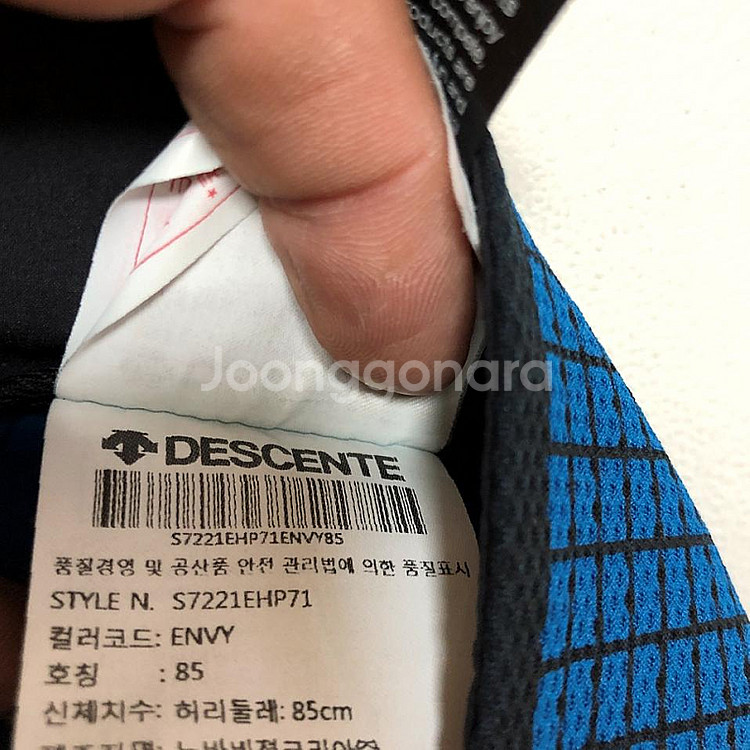 Joonggonara
DESCENTE
S7221EHP71ENVY85
품질경영 및 공산품 안전 관리법에 의한 품질표시
STYLE N. S7221EHP71
컬러코드: ENVY
호칭 : 85
신체치수: 허리둘레: 85cm